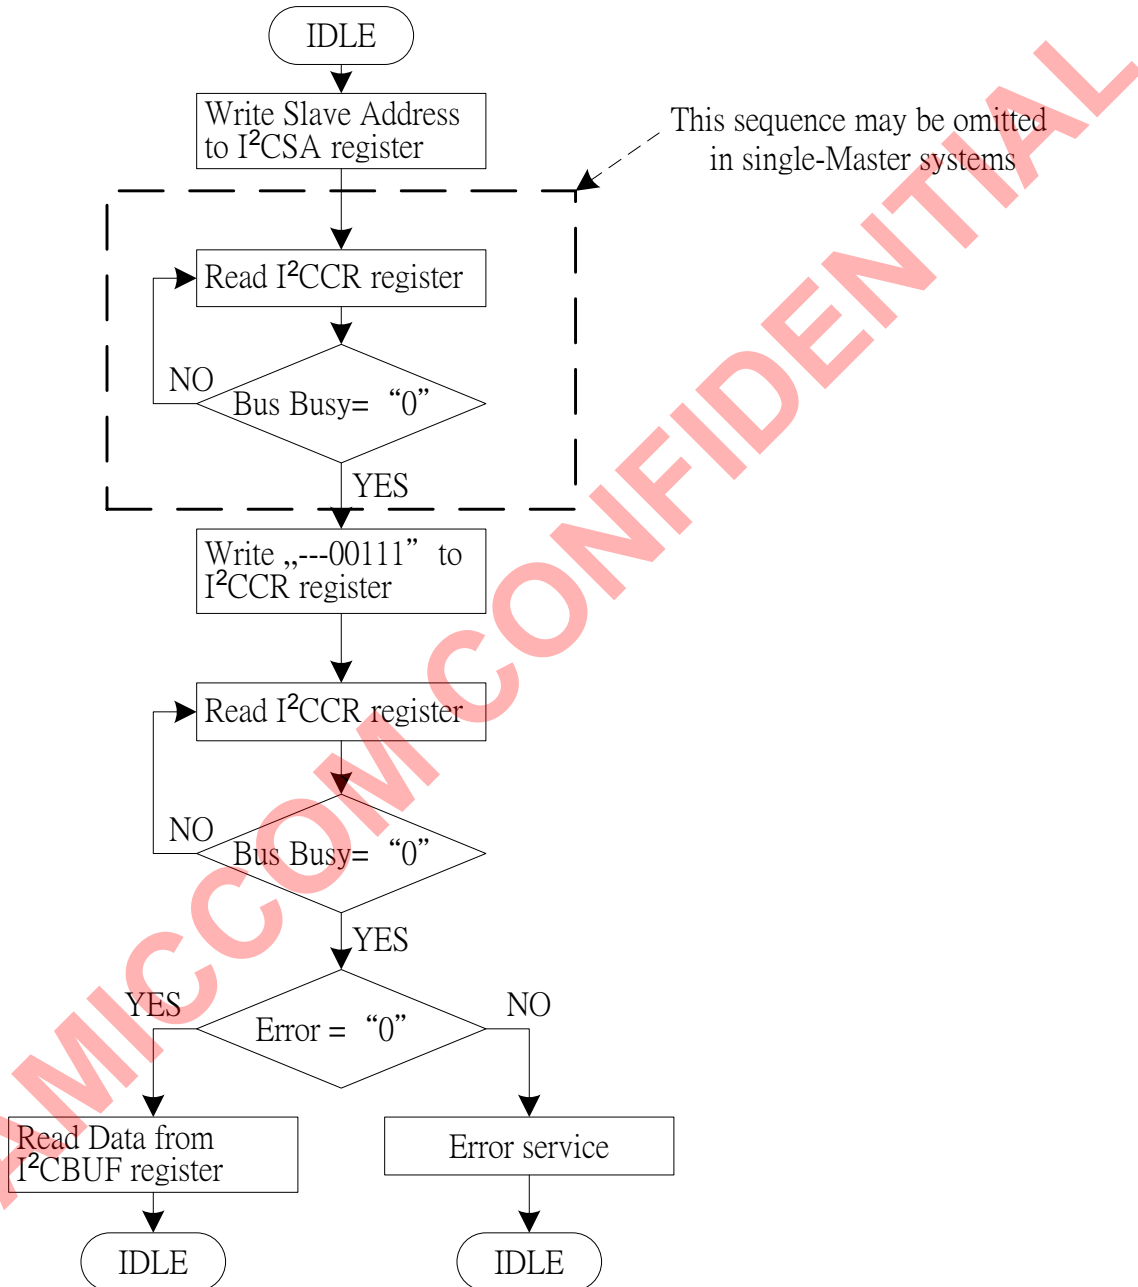 IDLE
Write Slave Address
to I²CSA register
This sequence may be omitted
in single-Master systems
Read I²CCR register
NO
Bus Busy= “0”
YES
Write „---00111” to
I²CCR register
Read I²CCR register
NO
Bus Busy= “0”
YES
YES
NO
Error = “0”
Read Data from
I²CBUF register
Error service
IDLE
IDLE
AMICCOM CONFIDENTIAL